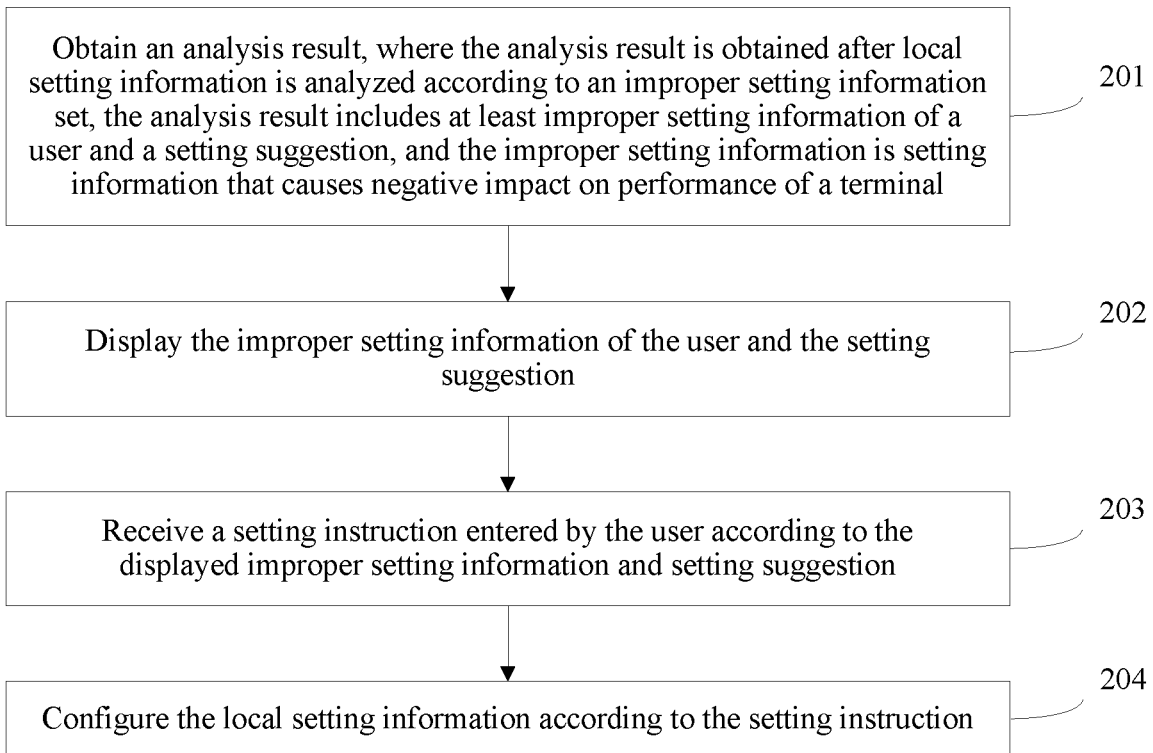 Obtain an analysis result, where the analysis result is obtained after local
setting information is analyzed according to an improper setting information
set, the analysis result includes at least improper setting information of a
user and a setting suggestion, and the improper setting information is setting
information that causes negative impact on performance of a terminal
201
Display the improper setting information of the user and the setting
suggestion
202
Receive a setting instruction entered by the user according to the
displayed improper setting information and setting suggestion
203
Configure the local setting information according to the setting instruction
204